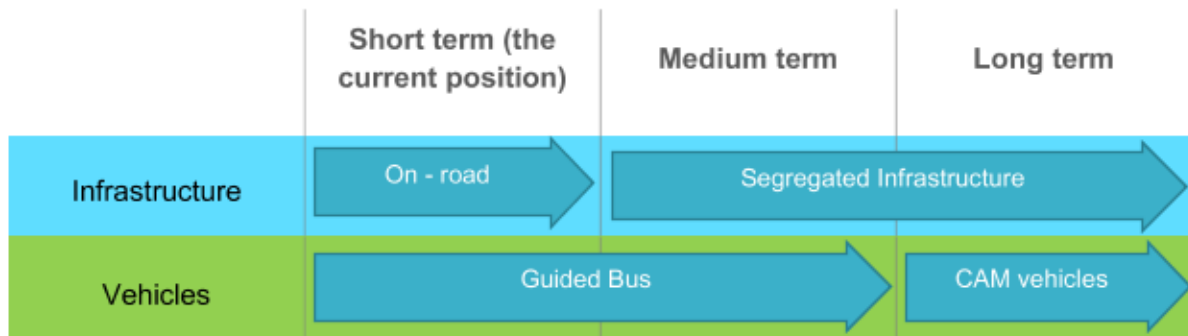 Short term (the
current position)
Medium term
Long term
Infrastructure
On - road
Segregated Infrastructure
Vehicles
Guided Bus
CAM vehicles